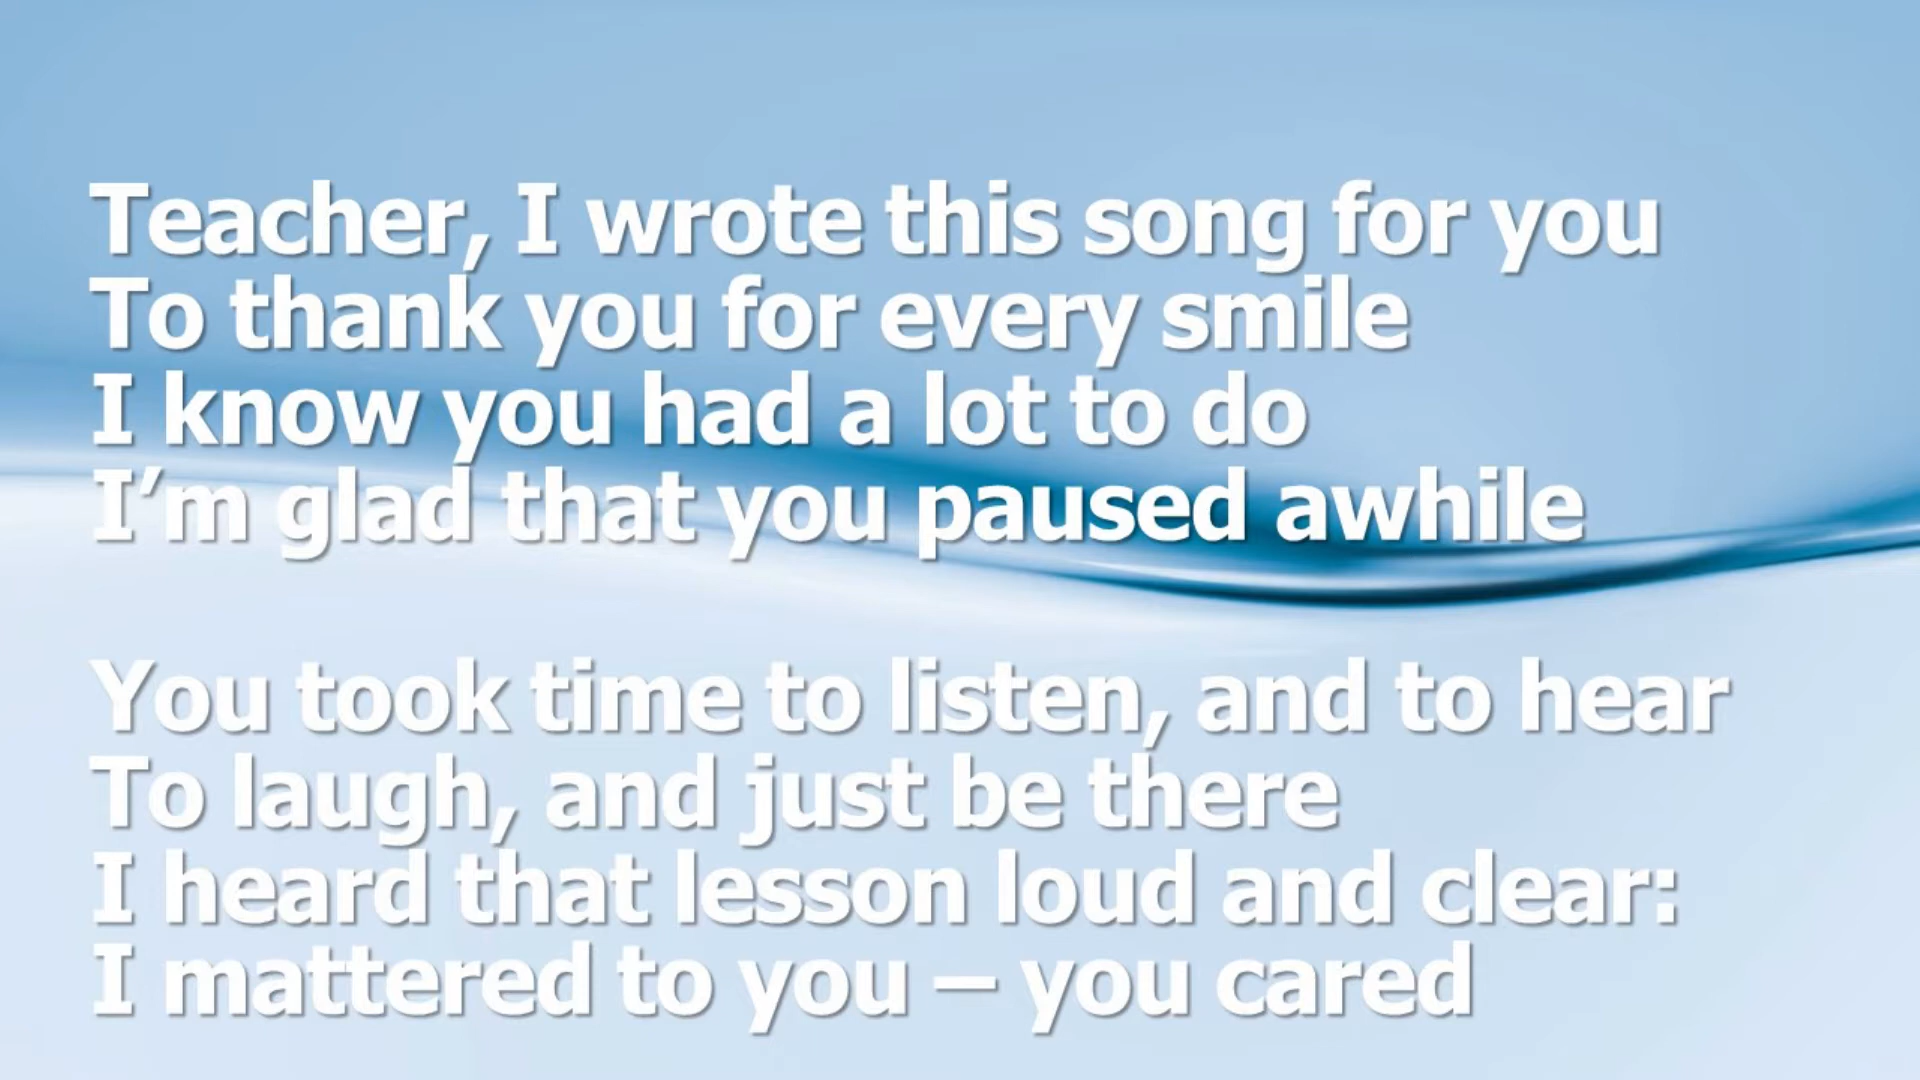 Teacher, I wrote this song for you
To thank you for every smile
I know you had a lot to do
I’m glad that you paused awhile
You took time to listen, and to hear
To laugh, and just be there
I heard that lesson loud and clear:
I mattered to you – you cared